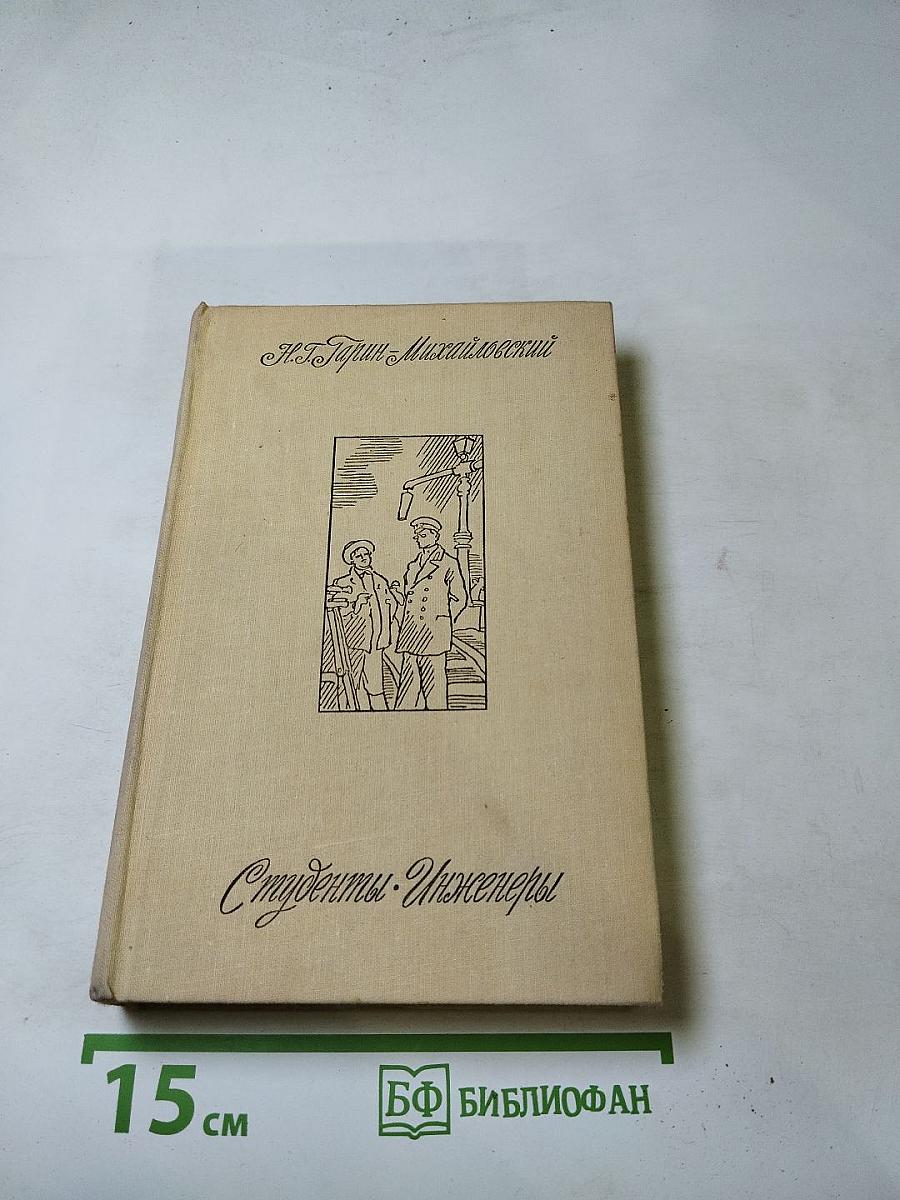 Н.Г.Гарин-Михайловский
Студенты·Инженеры
15 см
БФ БИБЛИОФАН